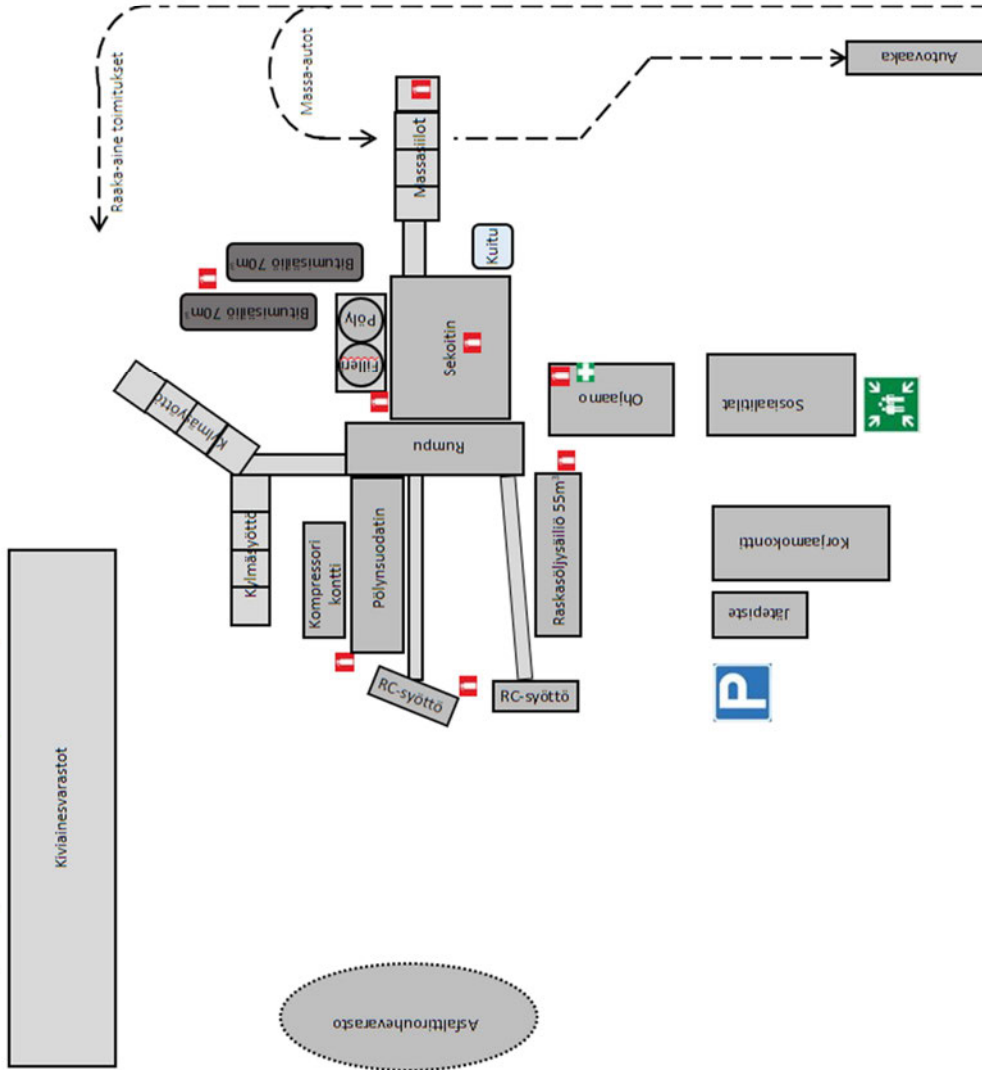 Raaka-aine toimitukset
Massa-autot
Autovaaka
Massasiilot
Kuitu
Bitumisäiliö 70m³
Bitumisäiliö 70m³
Pöly
Filleri
Sekoitin
Ohjaamo
Sosiaalitilat
Kylmäsyöttö
Rumpu
Kylmäsyöttö
Kompressori
kontti
Pölynsuodatin
Raskasöljysäiliö 55m³
Korjaamokontti
Jätepiste
RC-syöttö
RC-syöttö
P
Kiviainesvarastot
Asfalttirouhevarasto